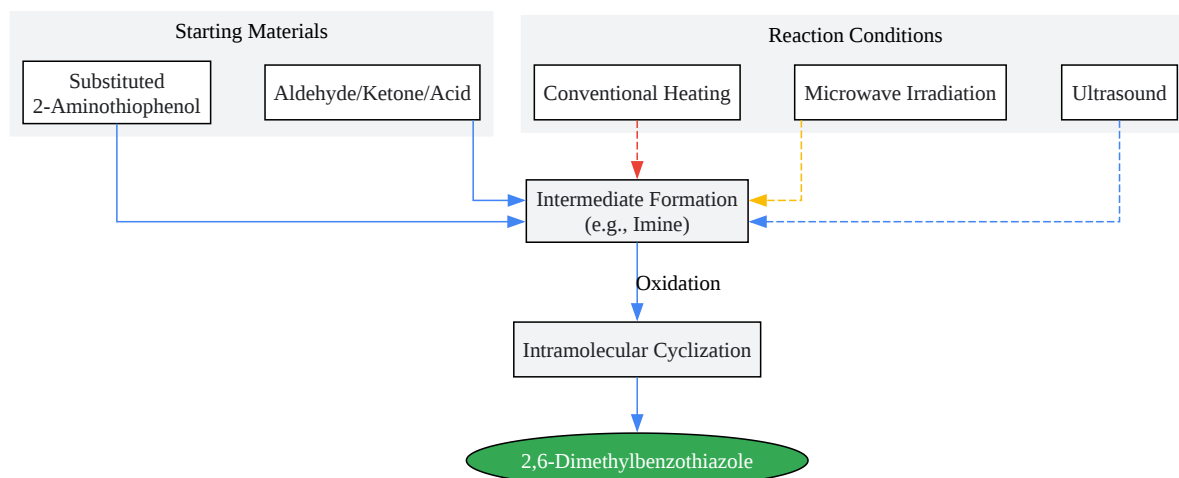 Starting Materials
Reaction Conditions
Substituted
2-Aminothiophenol
Aldehyde/Ketone/Acid
Conventional Heating
Microwave Irradiation
Ultrasound
Intermediate Formation
(e.g., Imine)
Oxidation
Intramolecular Cyclization
2,6-Dimethylbenzothiazole